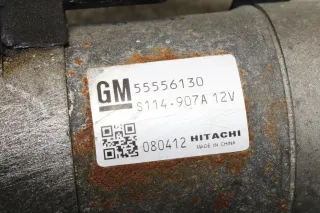 GM 55556130
S114-907A 12V
080412 HITACHI
MADE IN CHINA